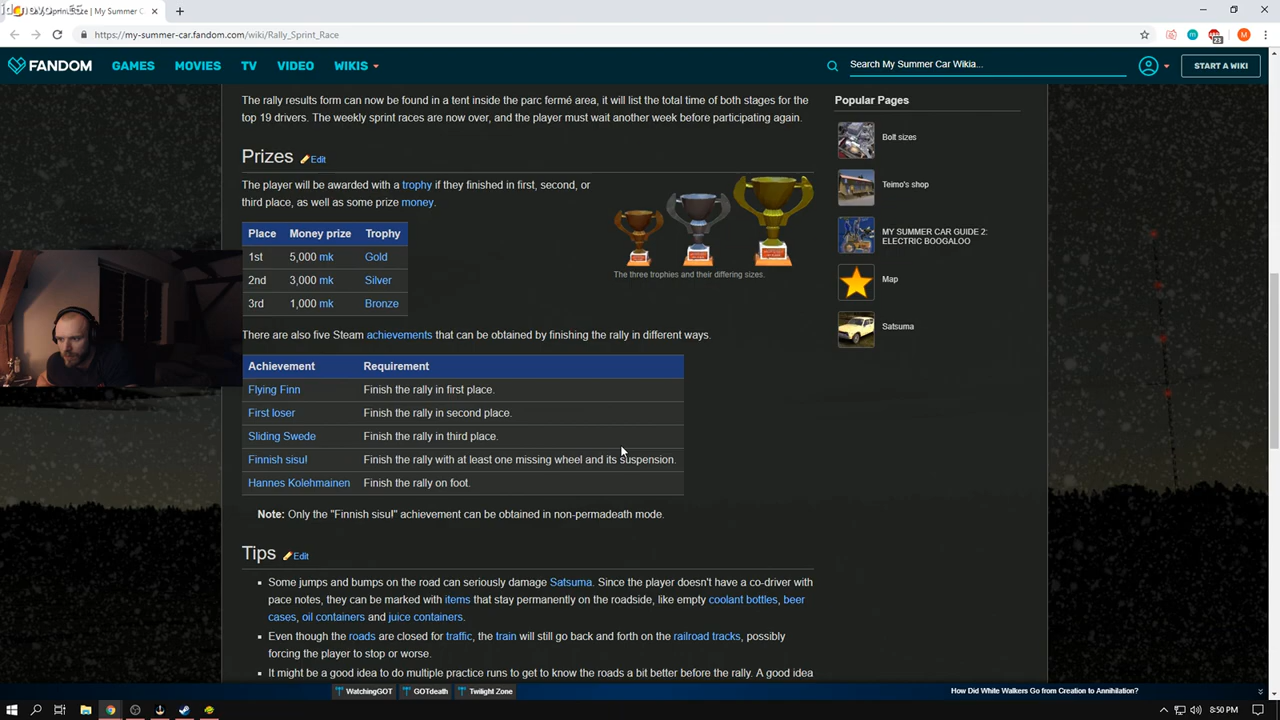 Rally Sprint Race | My Summer C
https://my-summer-car.fandom.com/wiki/Rally_Sprint_Race
23
M
FANDOM GAMES MOVIES TV VIDEO WIKIS Search My Summer Car Wikia... START A WIKI
The rally results form can now be found in a tent inside the parc fermé area, it will list the total time of both stages for the
top 19 drivers. The weekly sprint races are now over, and the player must wait another week before participating again.
Prizes Edit
The player will be awarded with a trophy if they finished in first, second, or
third place, as well as some prize money.
Place Money prize Trophy
1st 5,000 mk Gold
2nd 3,000 mk Silver
3rd 1,000 mk Bronze
The three trophies and their differing sizes.
There are also five Steam achievements that can be obtained by finishing the rally in different ways.
Achievement Requirement
Flying Finn Finish the rally in first place.
First loser Finish the rally in second place.
Sliding Swede Finish the rally in third place.
Finnish sisu! Finish the rally with at least one missing wheel and its suspension.
Hannes Kolehmainen Finish the rally on foot.
Note: Only the "Finnish sisu!" achievement can be obtained in non-permadeath mode.
Tips Edit
Some jumps and bumps on the road can seriously damage Satsuma. Since the player doesn't have a co-driver with
pace notes, they can be marked with items that stay permanently on the roadside, like empty coolant bottles, beer
cases, oil containers and juice containers.
Even though the roads are closed for traffic, the train will still go back and forth on the railroad tracks, possibly
forcing the player to stop or worse.
It might be a good idea to do multiple practice runs to get to know the roads a bit better before the rally. A good idea
Popular Pages
Bolt sizes
Teimo's shop
MY SUMMER CAR GUIDE 2:
ELECTRIC BOOGALOO
Map
Satsuma
WatchingGOT GOTdeath Twilight Zone How Did White Walkers Go from Creation to Annihilation?
8:50 PM